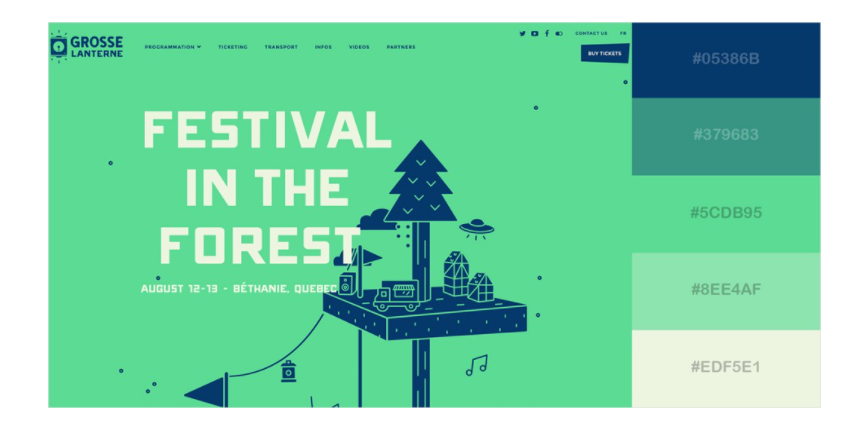 GROSSE
LANTERNE
PROGRAMMATION
TICKETING
TRANSPORT
INFOS
VIDEOS
PARTNERS
CONTACT US
FR
BUY TICKETS
FESTIVAL
IN THE
FOREST
AUGUST 12-13 - BÉTHANIE, QUEBEC
#05386B
#379683
#5CDB95
#8EE4AF
#EDF5E1